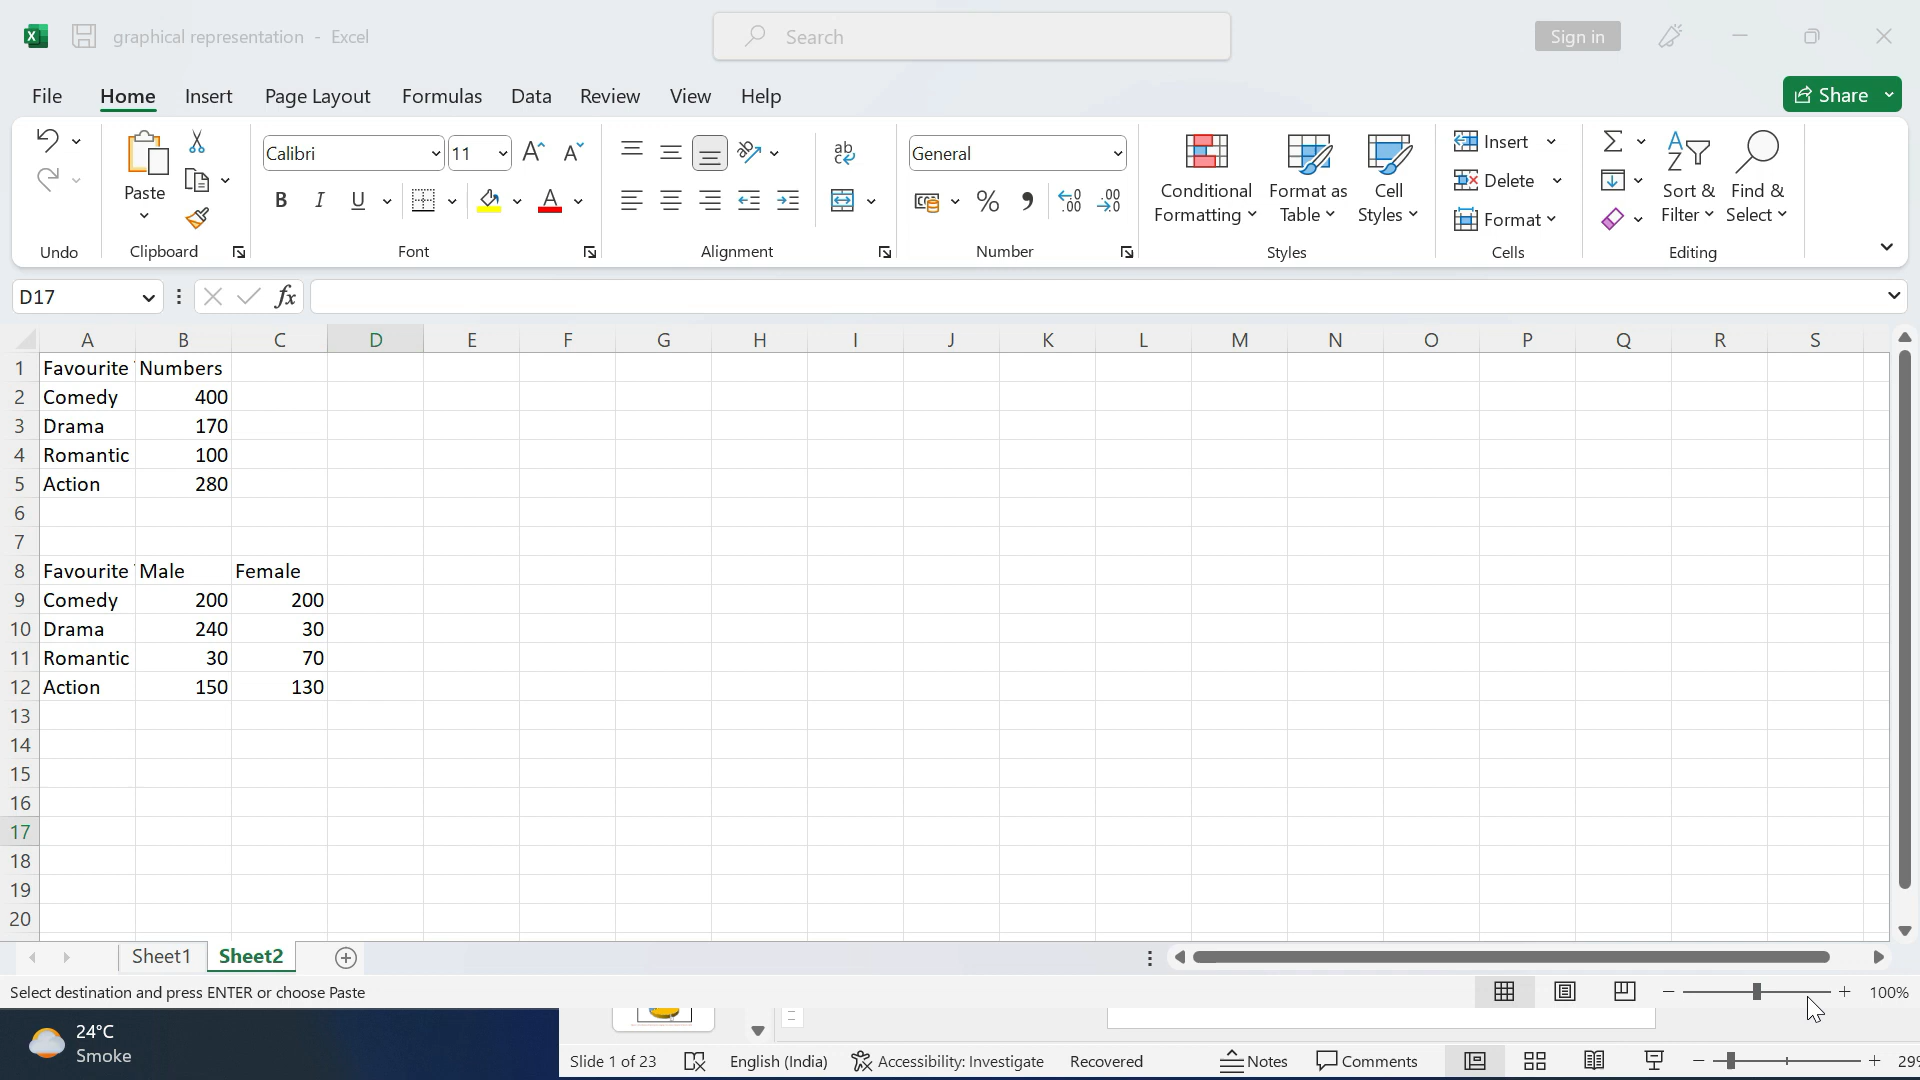 graphical representation - Excel
Search
Sign in
File Home Insert Page Layout Formulas Data Review View Help
Share
Paste
Calibri 11
B I U
ab
General
% 
Conditional Formatting
Format as Table
Cell Styles
Insert
Delete
Format
Sort & Filter
Find & Select
Undo Clipboard Font Alignment Number Styles Cells Editing
D17 fx
A B C D E F G H I J K L M N O P Q R S
1 Favourite Numbers
2 Comedy 400
3 Drama 170
4 Romantic 100
5 Action 280
6
7
8 Favourite Male Female
9 Comedy 200 200
10 Drama 240 30
11 Romantic 30 70
12 Action 150 130
13
14
15
16
17
18
19
20
Sheet1 Sheet2
Select destination and press ENTER or choose Paste
100%
24°C
Smoke
Slide 1 of 23 English (India) Accessibility: Investigate Recovered Notes Comments